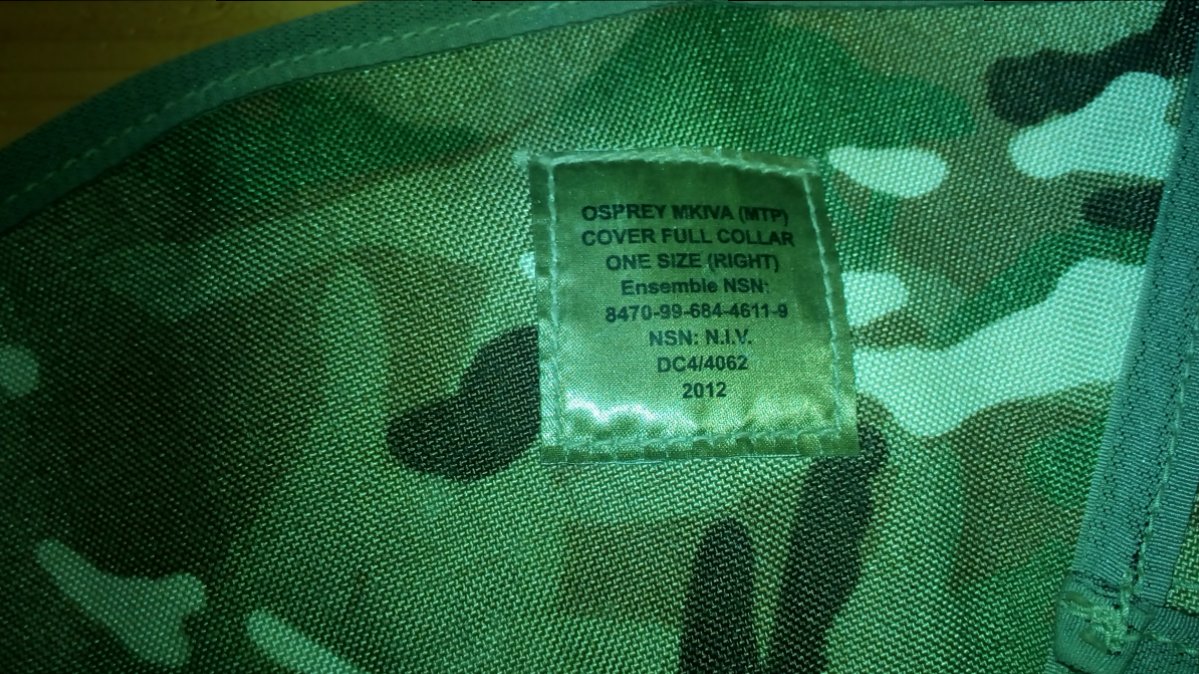 OSPREY MKIVA (MTP)
COVER FULL COLLAR
ONE SIZE (RIGHT)
Ensemble NSN:
8470-99-684-4611-9
NSN: N.I.V.
DC4/4062
2012